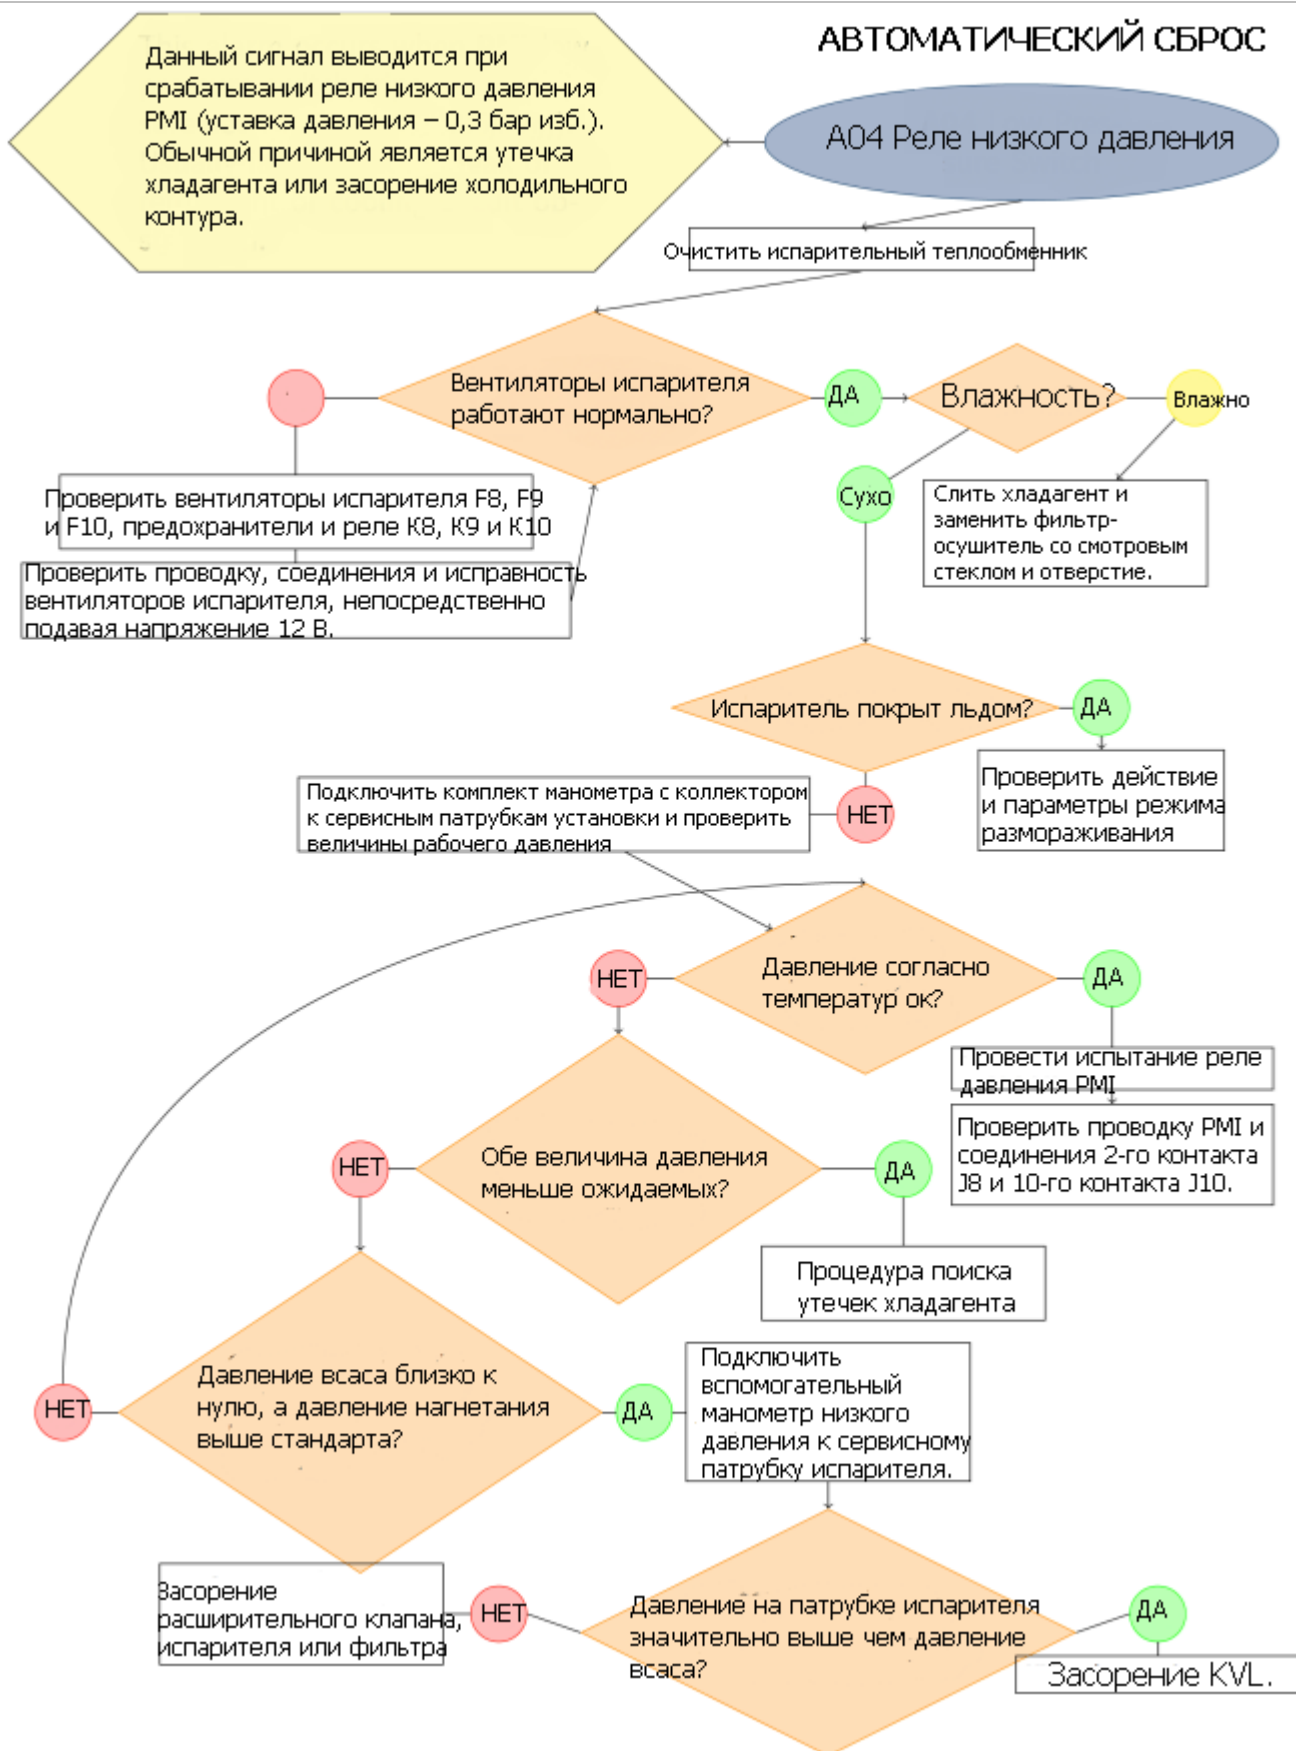 АВТОМАТИЧЕСКИЙ СБРОС
Данный сигнал выводится при
срабатывании реле низкого давления
PMI (уставка давления – 0,3 бар изб.).
Обычной причиной является утечка
хладагента или засорение холодильного
контура.
A04 Реле низкого давления
Очистить испарительный теплообменник
Вентиляторы испарителя
работают нормально?
ДА
Влажность?
Влажно
Проверить вентиляторы испарителя F8, F9
и F10, предохранители и реле K8, K9 и K10
Проверить проводку, соединения и исправность
вентиляторов испарителя, непосредственно
подавая напряжение 12 В.
Сухо
Слить хладагент и
заменить фильтр-
осушитель со смотровым
стеклом и отверстие.
Испаритель покрыт льдом?
ДА
Проверить действие
и параметры режима
размораживания
НЕТ
Подключить комплект манометра с коллектором
к сервисным патрубкам установки и проверить
величины рабочего давления
Давление согласно
температур ок?
НЕТ
ДА
Провести испытание реле
давления PMI
Проверить проводку PMI и
соединения 2-го контакта
J8 и 10-го контакта J10.
Обе величина давления
меньше ожидаемых?
НЕТ
ДА
Процедура поиска
утечек хладагента
Давление всаса близко к
нулю, а давление нагнетания
выше стандарта?
НЕТ
ДА
Подключить
вспомогательный
манометр низкого
давления к сервисному
патрубку испарителя.
Давление на патрубке испарителя
значительно выше чем давление
всаса?
НЕТ
Засорение
расширительного клапана,
испарителя или фильтра
ДА
Засорение KVL.